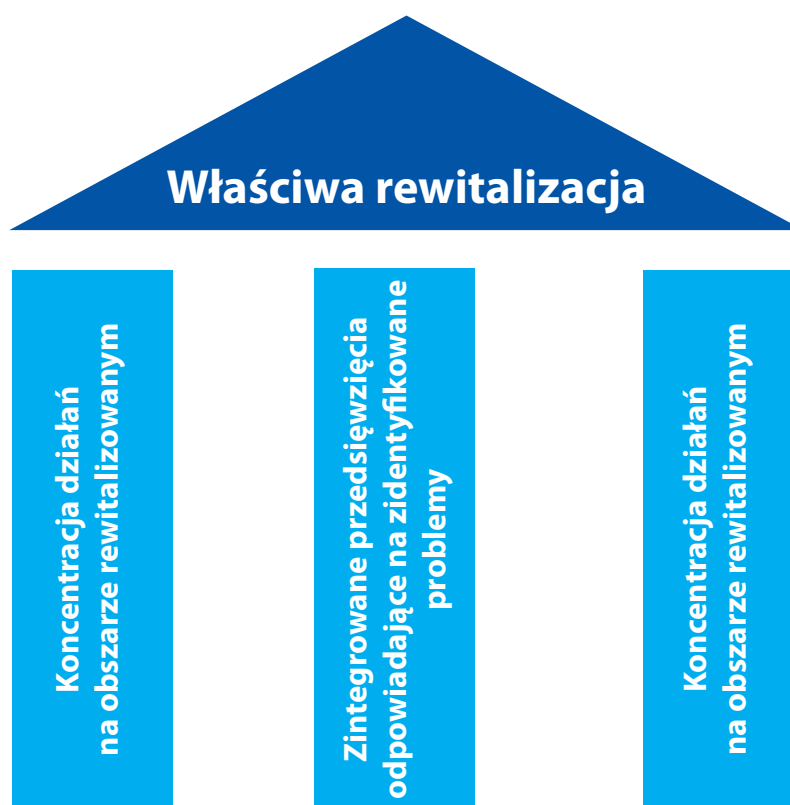 Właściwa rewitalizacja
Koncentracja działań
na obszarze rewitalizowanym
Zintegrowane przedsięwzięcia
odpowiadające na zidentyfikowane
problemy
Koncentracja działań
na obszarze rewitalizowanym